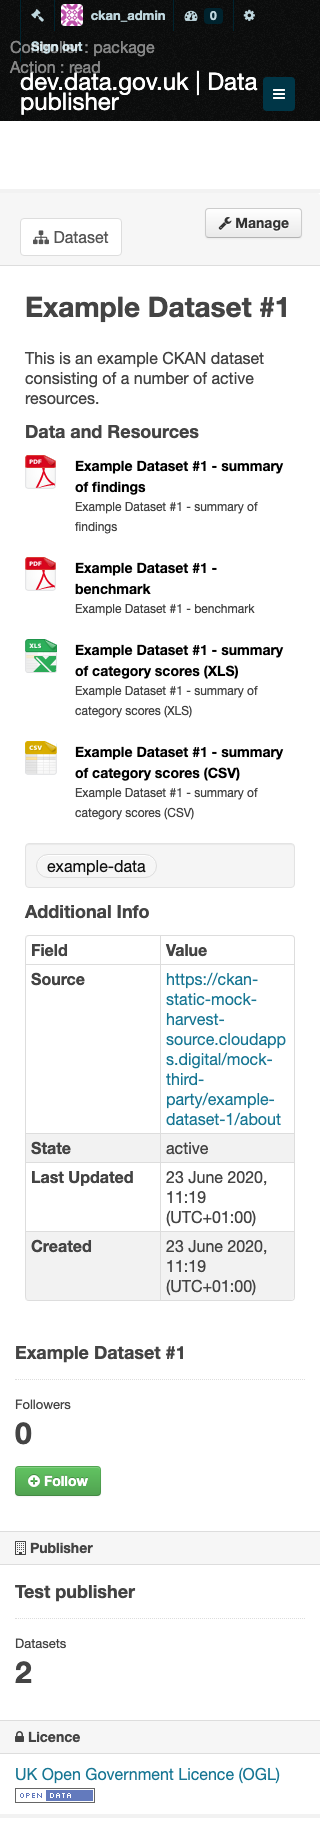 ckan_admin 0
Sign out
Controller : package
Action : read
dev.data.gov.uk | Data
publisher
Dataset
Manage
Example Dataset #1
This is an example CKAN dataset
consisting of a number of active
resources.
Data and Resources
PDF
Example Dataset #1 - summary
of findings
Example Dataset #1 - summary of
findings
PDF
Example Dataset #1 -
benchmark
Example Dataset #1 - benchmark
XLS
Example Dataset #1 - summary
of category scores (XLS)
Example Dataset #1 - summary of
category scores (XLS)
CSV
Example Dataset #1 - summary
of category scores (CSV)
Example Dataset #1 - summary of
category scores (CSV)
example-data
Additional Info
Field Value
Source https://ckan-
static-mock-
harvest-
source.cloudapp
s.digital/mock-
third-
party/example-
dataset-1/about
State active
Last Updated 23 June 2020,
11:19
(UTC+01:00)
Created 23 June 2020,
11:19
(UTC+01:00)
Example Dataset #1
Followers
0
Follow
Publisher
Test publisher
Datasets
2
Licence
UK Open Government Licence (OGL)
OPEN DATA